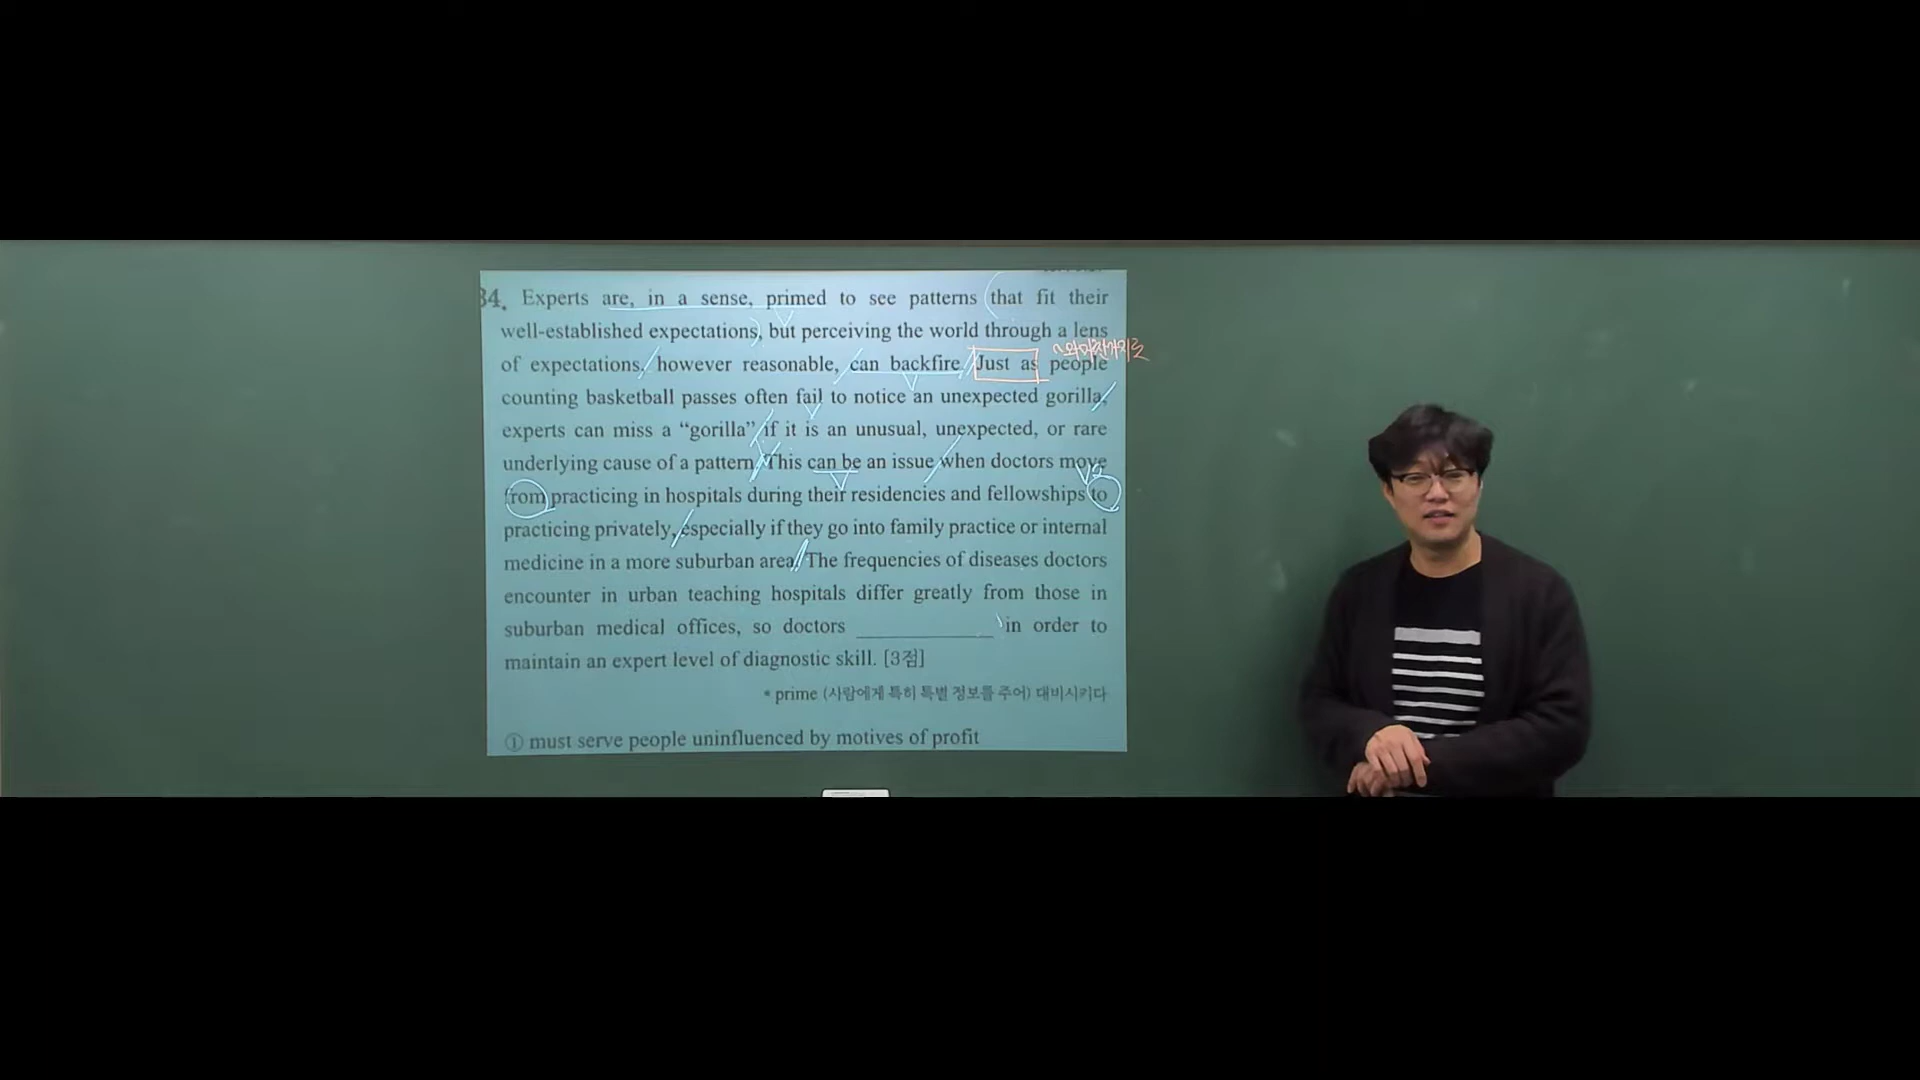 34. Experts are, in a sense, primed to see patterns that fit their
well-established expectations, but perceiving the world through a lens
of expectations, however reasonable, can backfire. Just as people
~와 마찬가지로
counting basketball passes often fail to notice an unexpected gorilla,
experts can miss a “gorilla” if it is an unusual, unexpected, or rare
underlying cause of a pattern. This can be an issue when doctors move
from practicing in hospitals during their residencies and fellowships to
practicing privately, especially if they go into family practice or internal
medicine in a more suburban area. The frequencies of diseases doctors
encounter in urban teaching hospitals differ greatly from those in
suburban medical offices, so doctors ____________ in order to
maintain an expert level of diagnostic skill. [3점]
* prime (사람에게 특히 특별 정보를 주어) 대비시키다
① must serve people uninfluenced by motives of profit